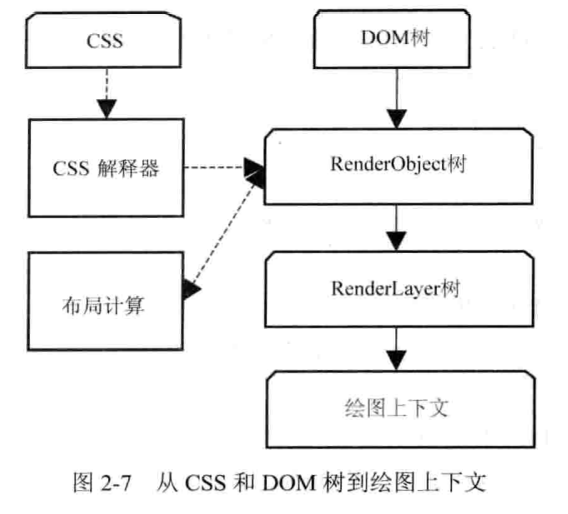 CSS
DOM树
CSS 解释器
RenderObject树
布局计算
RenderLayer树
绘图上下文
图 2-7 从 CSS 和 DOM 树到绘图上下文